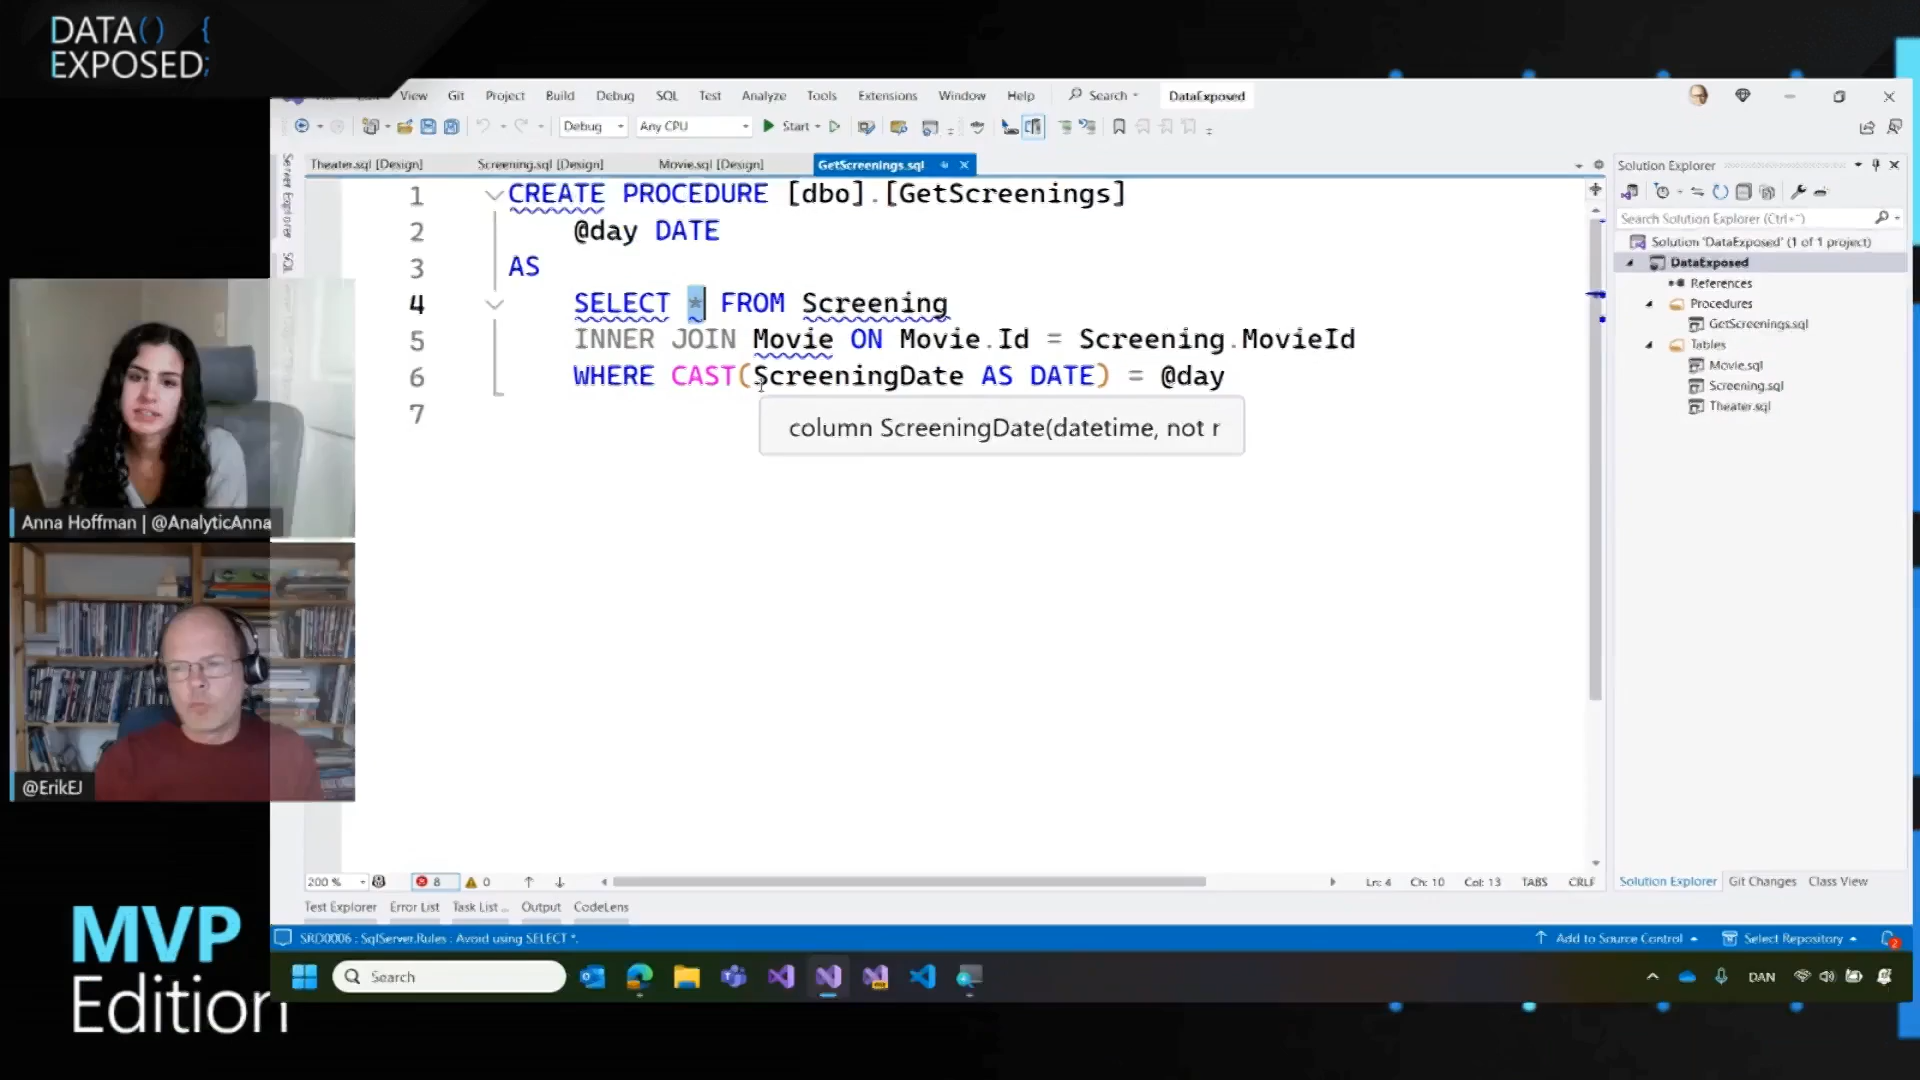 DATA() {
EXPOSED;
View Git Project Build Debug SQL Test Analyze Tools Extensions Window Help Search DataExposed
Debug Any CPU Start
Theater.sql [Design] Screening.sql [Design] Movie.sql [Design] GetScreenings.sql
Server Explorer
SQL
1 CREATE PROCEDURE [dbo].[GetScreenings]
2 @day DATE
3 AS
4 SELECT * FROM Screening
5 INNER JOIN Movie ON Movie.Id = Screening.MovieId
6 WHERE CAST(ScreeningDate AS DATE) = @day
7
column ScreeningDate(datetime, not r
Solution Explorer
Search Solution Explorer (Ctrl+¨)
Solution 'DataExposed' (1 of 1 project)
DataExposed
References
Procedures
GetScreenings.sql
Tables
Movie.sql
Screening.sql
Theater.sql
Anna Hoffman | @AnalyticAnna
@ErikEJ
MVP
Edition
200 % 8 0 Ln: 4 Ch: 10 Col: 13 TABS CRLF
Solution Explorer Git Changes Class View
Test Explorer Error List Task List ... Output CodeLens
SRD0006 : SqlServer.Rules : Avoid using SELECT *.
Add to Source Control Select Repository 2
Search
DAN